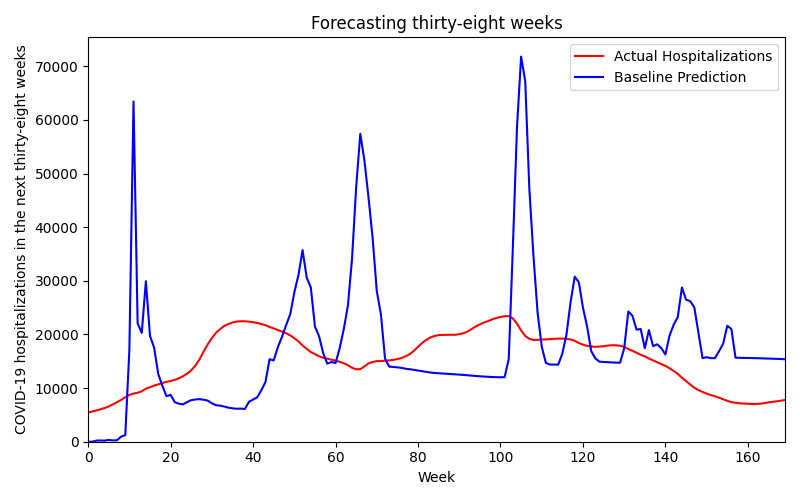 Forecasting thirty-eight weeks
Actual Hospitalizations
Baseline Prediction
COVID-19 hospitalizations in the next thirty-eight weeks
70000
60000
50000
40000
30000
20000
10000
0
0 20 40 60 80 100 120 140 160
Week